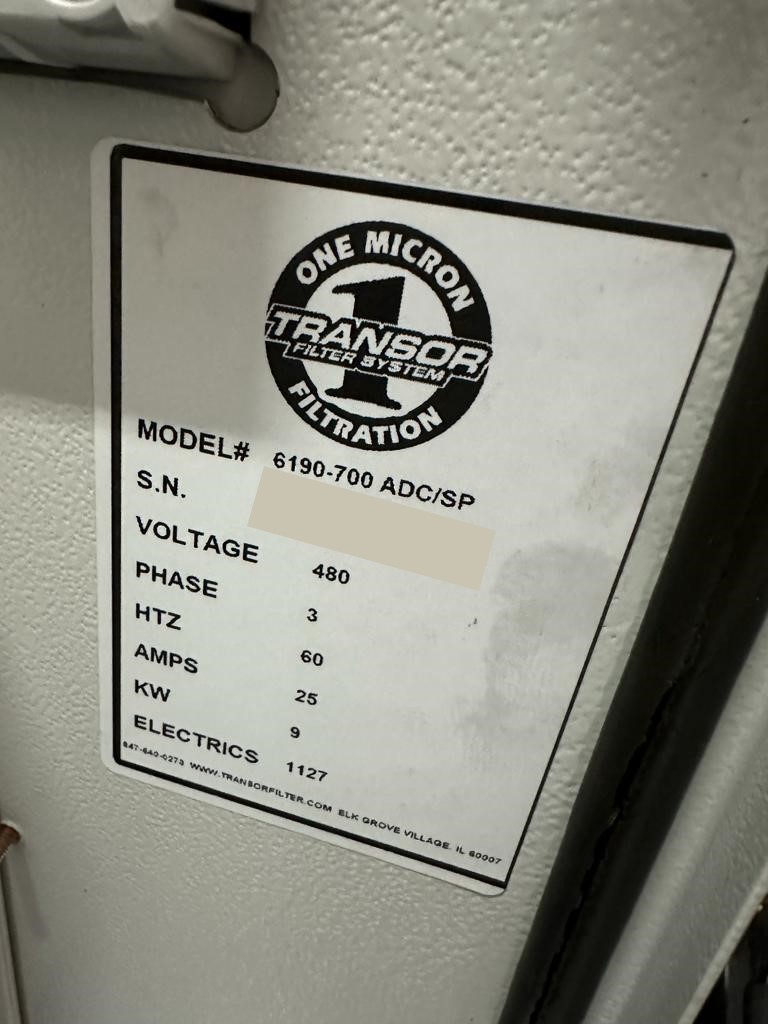 ONE MICRON
1
TRANSOR
FILTER SYSTEM
FILTRATION
MODEL# 6190-700 ADC/SP
S.N.
VOLTAGE 480
PHASE 3
HTZ 60
AMPS 25
KW 9
ELECTRICS 1127
847-640-0273 WWW.TRANSORFILTER.COM ELK GROVE VILLAGE, IL 60007